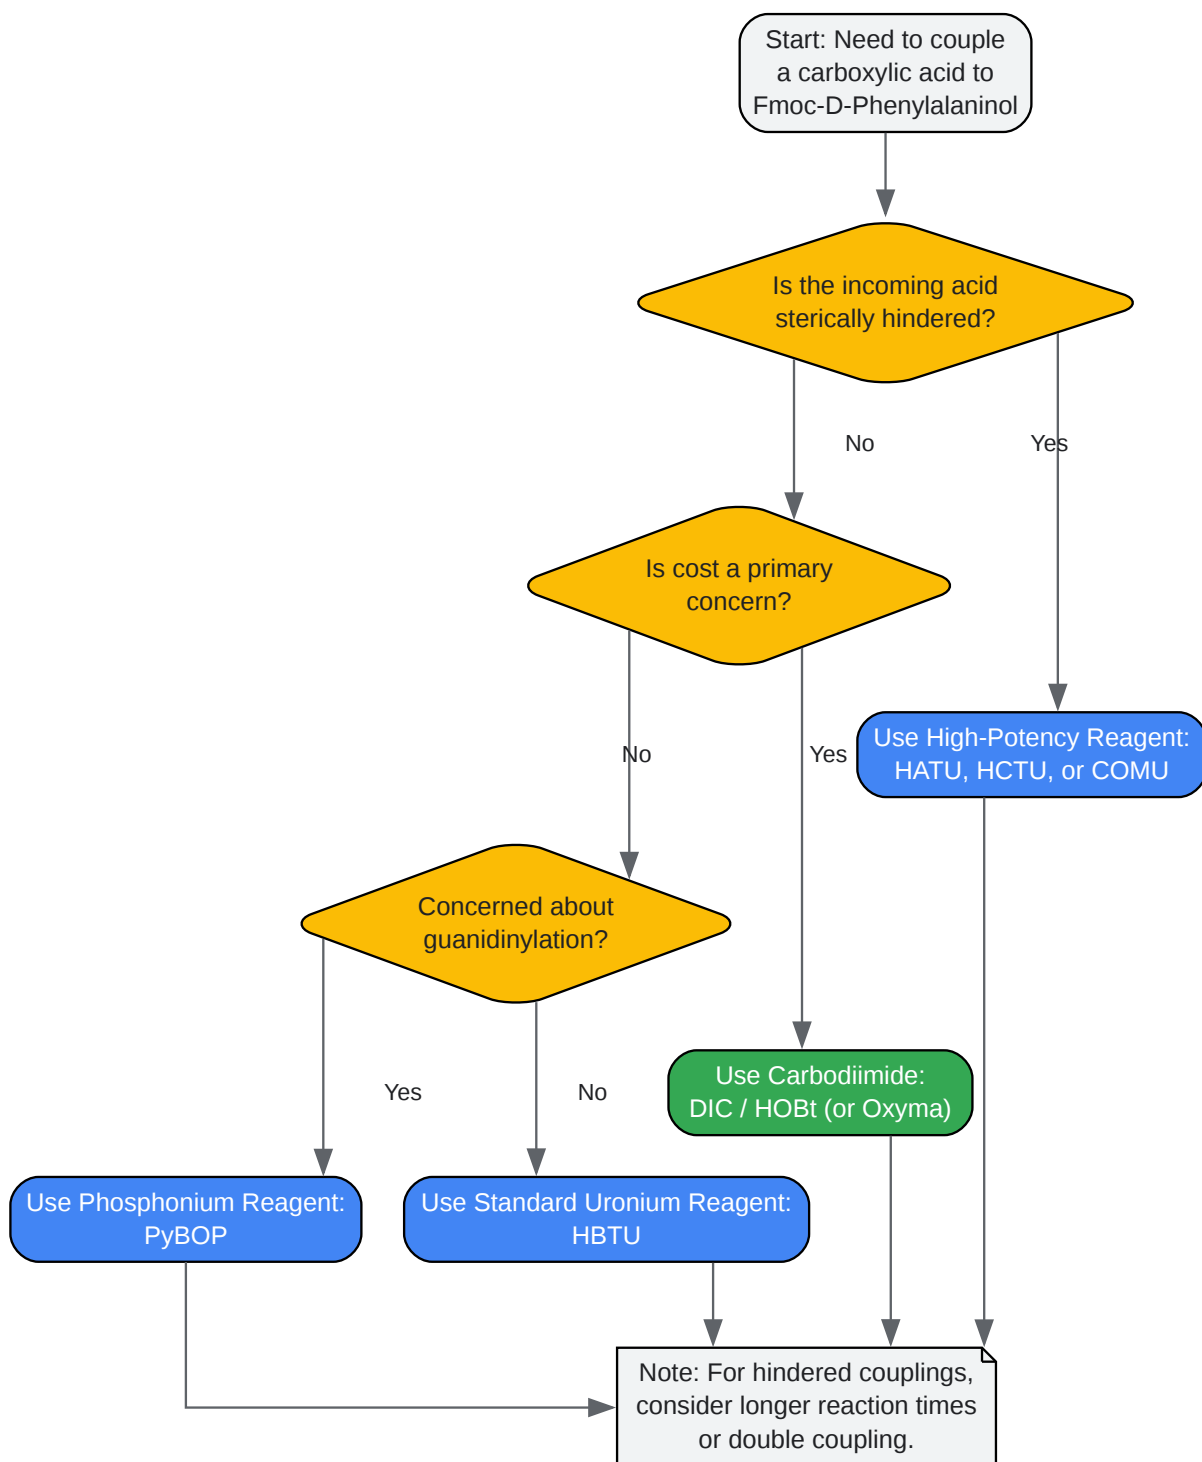 Start: Need to couple
a carboxylic acid to
Fmoc-D-Phenylalaninol
Is the incoming acid
sterically hindered?
No
Yes
Is cost a primary
concern?
Use High-Potency Reagent:
HATU, HCTU, or COMU
No
Yes
Concerned about
guanidinylation?
Use Carbodiimide:
DIC / HOBt (or Oxyma)
Yes
No
Use Phosphonium Reagent:
PyBOP
Use Standard Uronium Reagent:
HBTU
Note: For hindered couplings,
consider longer reaction times
or double coupling.